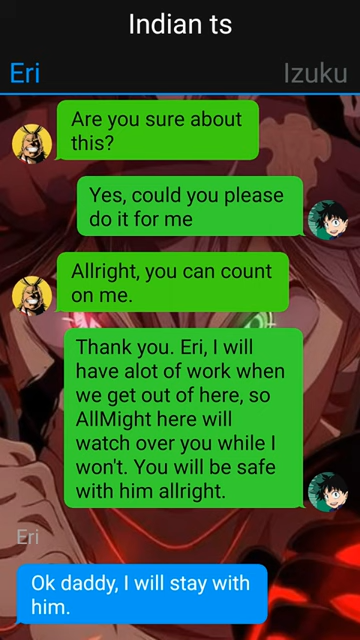 Indian ts
Eri
Izuku
Are you sure about
this?
Yes, could you please
do it for me
Allright, you can count
on me.
Thank you. Eri, I will
have alot of work when
we get out of here, so
AllMight here will
watch over you while I
won't. You will be safe
with him allright.
Eri
Ok daddy, I will stay with
him.